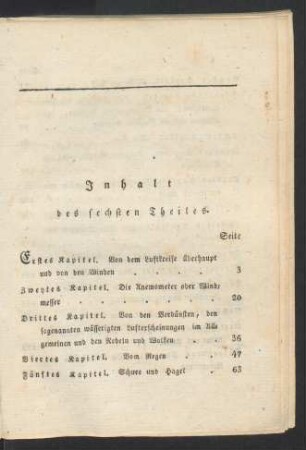 Inhalt
des sechsten Theiles.
Seite
Erstes Kapitel. Von dem Luftkreise überhaupt
und von den Winden . . . 3
Zweytes Kapitel. Die Anemometer oder Winde
messer . . . . . . 20
Drittes Kapitel. Von den Verdünsten, den
sogenannten wässerigten Lufterscheinungen im All
gemeinen und den Nebeln und Wolken . . 36
Viertes Kapitel. Vom Regen . . 47
Fünftes Kapitel. Schnee und Hagel . . 63